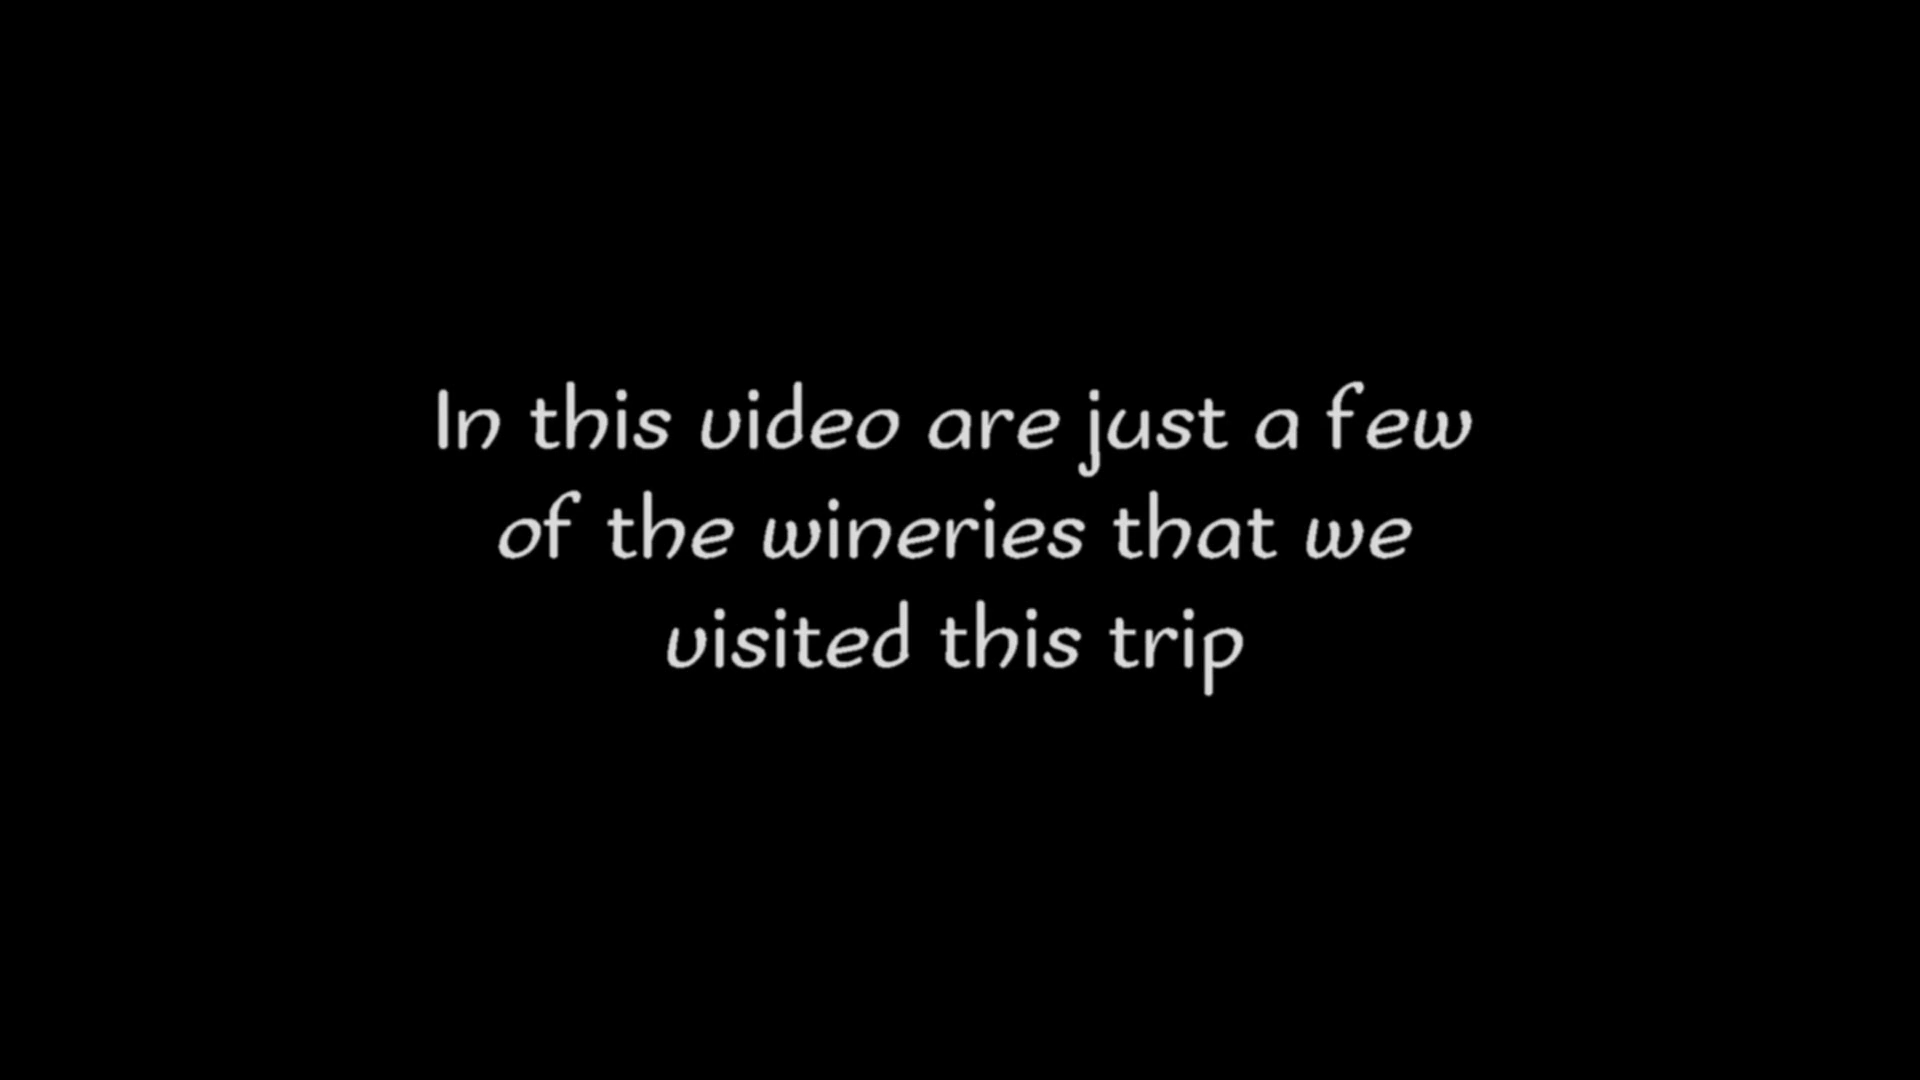 In this video are just a few
of the wineries that we
visited this trip